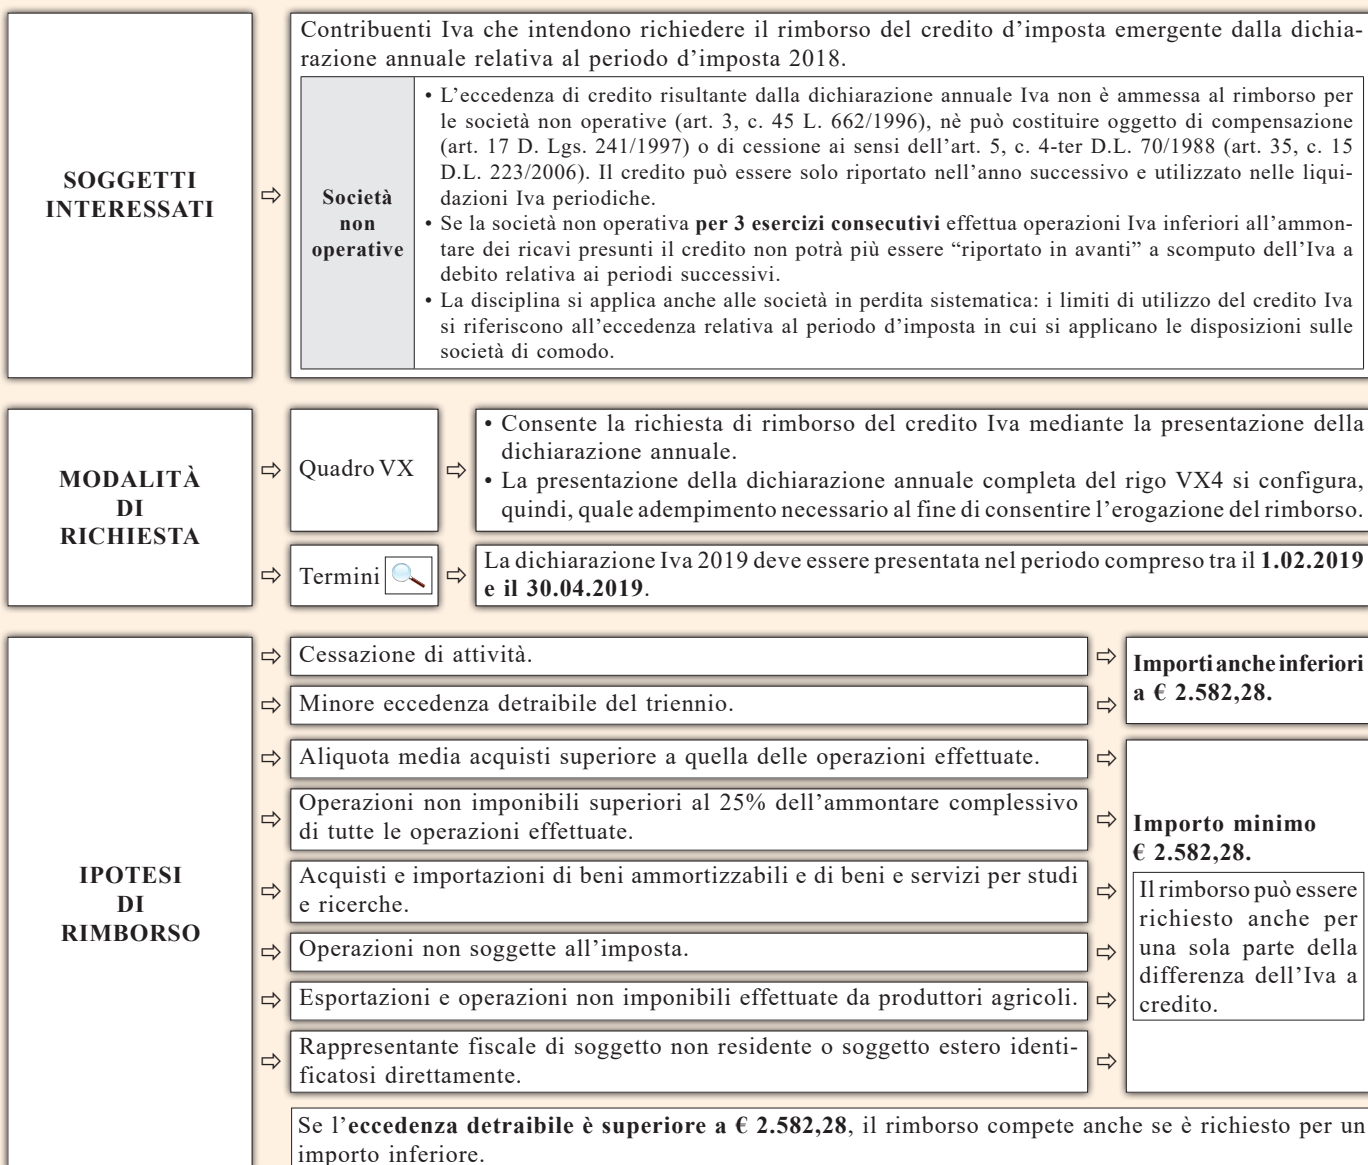 SOGGETTI
INTERESSATI
⇨
Contribuenti Iva che intendono richiedere il rimborso del credito d’imposta emergente dalla dichia-
razione annuale relativa al periodo d’imposta 2018.
Società
non
operative
• L’eccedenza di credito risultante dalla dichiarazione annuale Iva non è ammessa al rimborso per
le società non operative (art. 3, c. 45 L. 662/1996), nè può costituire oggetto di compensazione
(art. 17 D. Lgs. 241/1997) o di cessione ai sensi dell’art. 5, c. 4-ter D.L. 70/1988 (art. 35, c. 15
D.L. 223/2006). Il credito può essere solo riportato nell’anno successivo e utilizzato nelle liqui-
dazioni Iva periodiche.
• Se la società non operativa per 3 esercizi consecutivi effettua operazioni Iva inferiori all’ammon-
tare dei ricavi presunti il credito non potrà più essere “riportato in avanti” a scomputo dell’Iva a
debito relativa ai periodi successivi.
• La disciplina si applica anche alle società in perdita sistematica: i limiti di utilizzo del credito Iva
si riferiscono all’eccedenza relativa al periodo d’imposta in cui si applicano le disposizioni sulle
società di comodo.
MODALITÀ
DI
RICHIESTA
⇨ Quadro VX ⇨
• Consente la richiesta di rimborso del credito Iva mediante la presentazione della
dichiarazione annuale.
• La presentazione della dichiarazione annuale completa del rigo VX4 si configura,
quindi, quale adempimento necessario al fine di consentire l’erogazione del rimborso.
⇨ Termini ⇨
La dichiarazione Iva 2019 deve essere presentata nel periodo compreso tra il 1.02.2019
e il 30.04.2019.
IPOTESI
DI
RIMBORSO
⇨ Cessazione di attività. ⇨
⇨ Minore eccedenza detraibile del triennio. ⇨
Importi anche inferiori
a € 2.582,28.
⇨ Aliquota media acquisti superiore a quella delle operazioni effettuate. ⇨
⇨ Operazioni non imponibili superiori al 25% dell’ammontare complessivo
di tutte le operazioni effettuate. ⇨
⇨ Acquisti e importazioni di beni ammortizzabili e di beni e servizi per studi
e ricerche. ⇨
⇨ Operazioni non soggette all’imposta. ⇨
⇨ Esportazioni e operazioni non imponibili effettuate da produttori agricoli. ⇨
⇨ Rappresentante fiscale di soggetto non residente o soggetto estero identi-
ficatosi direttamente. ⇨
Importo minimo
€ 2.582,28.
Il rimborso può essere
richiesto anche per
una sola parte della
differenza dell’Iva a
credito.
Se l’eccedenza detraibile è superiore a € 2.582,28, il rimborso compete anche se è richiesto per un
importo inferiore.